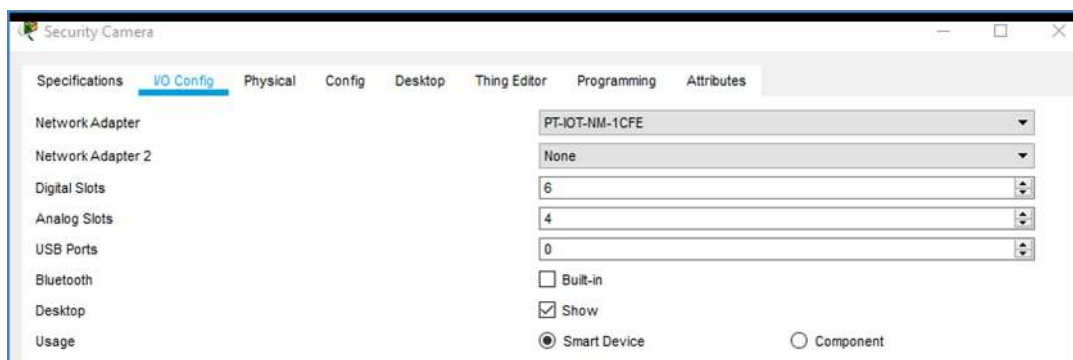 Security Camera
Specifications I/O Config Physical Config Desktop Thing Editor Programming Attributes
Network Adapter PT-IOT-NM-1CFE
Network Adapter 2 None
Digital Slots 6
Analog Slots 4
USB Ports 0
Bluetooth Built-in
Desktop Show
Usage Smart Device Component